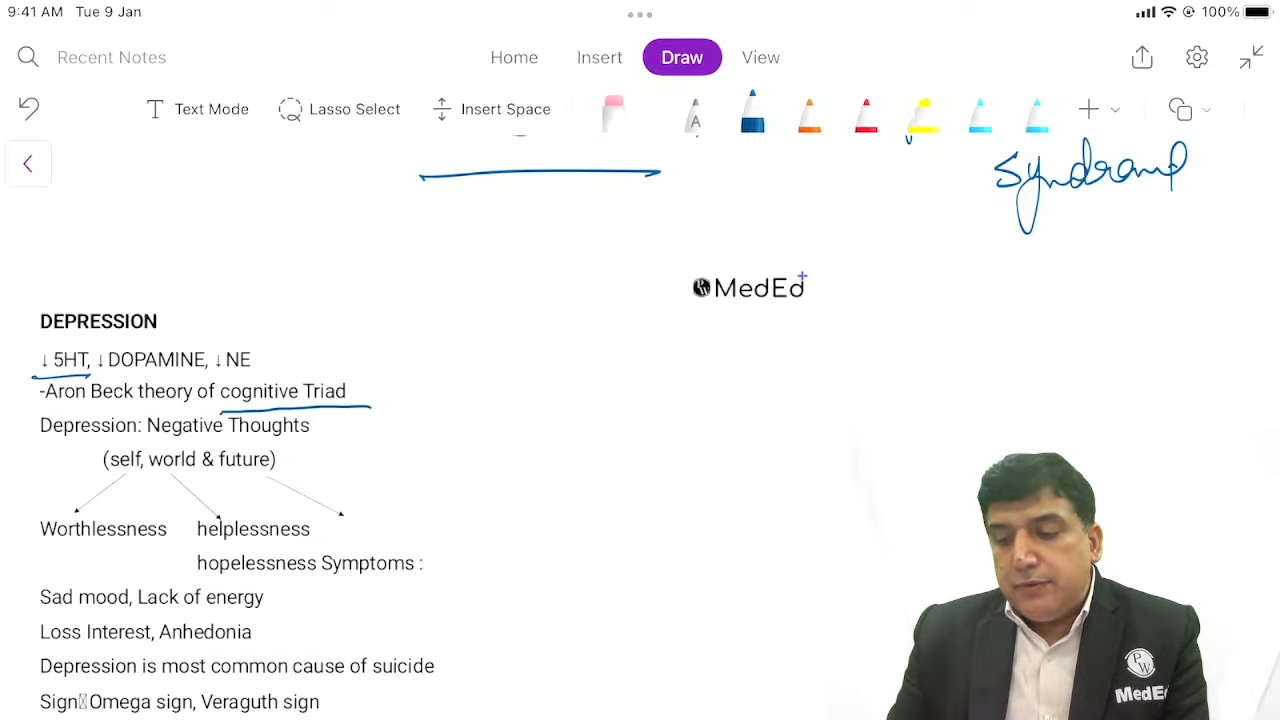 9:41 AM Tue 9 Jan
100%
Recent Notes
Home Insert Draw View
Text Mode Lasso Select Insert Space
A
syndrome
MedEd
DEPRESSION
↓ 5HT, ↓ DOPAMINE, ↓ NE
-Aron Beck theory of cognitive Triad
Depression: Negative Thoughts
(self, world & future)
Worthlessness helplessness
hopelessness Symptoms :
Sad mood, Lack of energy
Loss Interest, Anhedonia
Depression is most common cause of suicide
Sign Omega sign, Veraguth sign
PW
MedEd